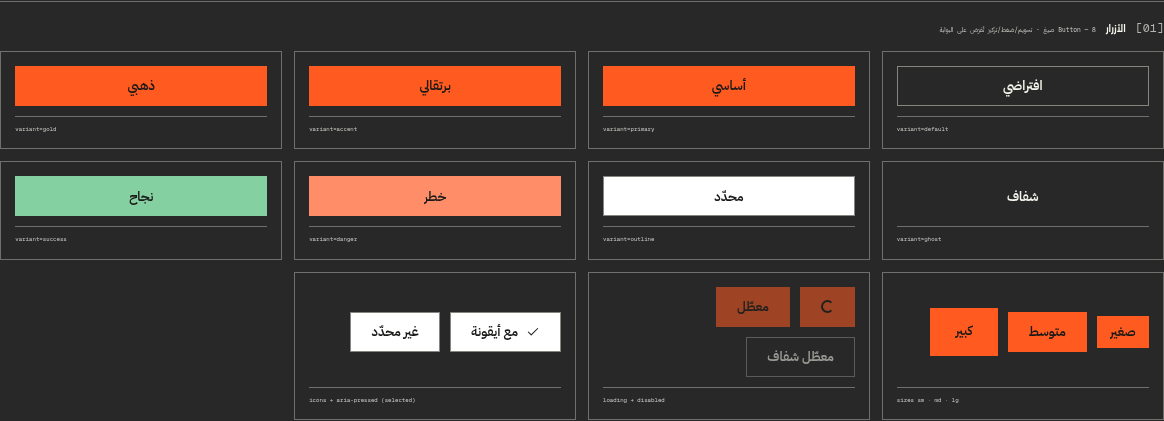 [01] الأزرار Button — 8 صيغ - تسويم/ضغط/تركيز تُعرض على البوابة
افتراضي
variant=default
أساسي
variant=primary
برتقالي
variant=accent
ذهبي
variant=gold
شفاف
variant=ghost
محدّد
variant=outline
خطر
variant=danger
نجاح
variant=success
صغير
متوسط
كبير
sizes sm · md · lg
معطّل
معطّل شفاف
loading + disabled
مع أيقونة
غير محدّد
icons + aria-pressed (selected)